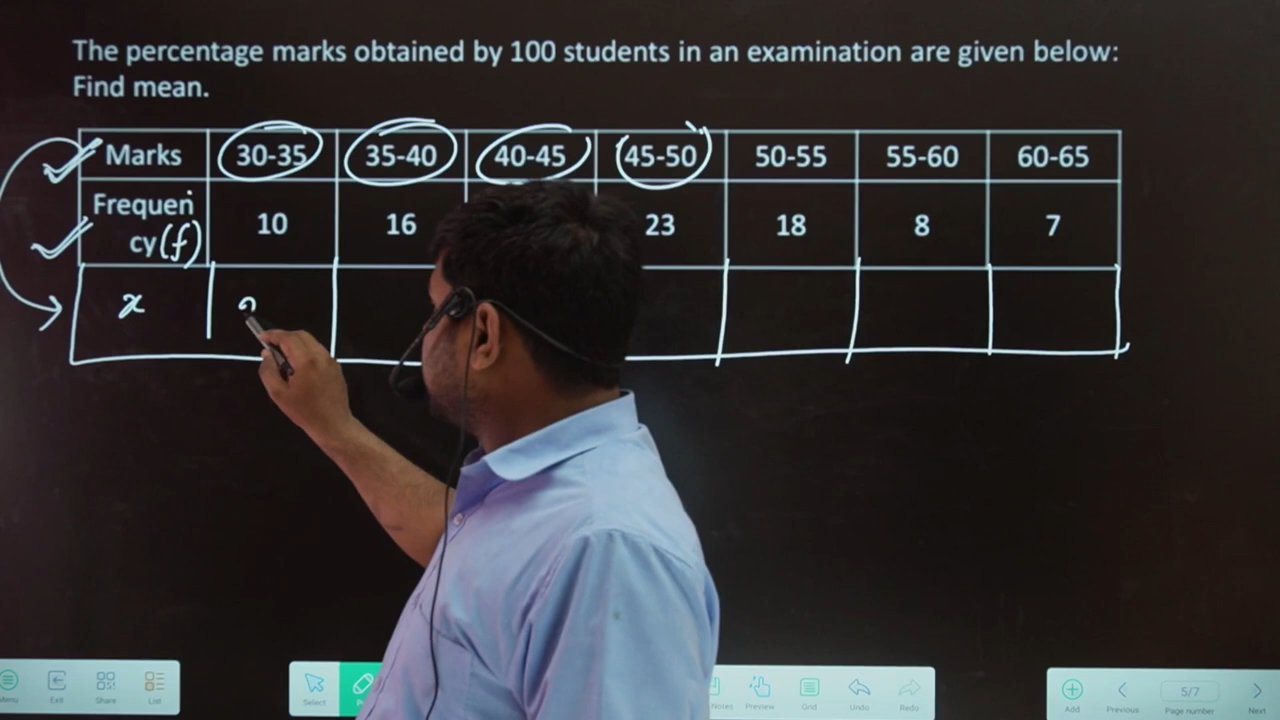 The percentage marks obtained by 100 students in an examination are given below:
Find mean.
Marks 30-35 35-40 40-45 45-50 50-55 55-60 60-65
Frequen
cy(f) 10 16 23 18 8 7
x
Menu Exit Share List Select Notes Preview Grid Undo Redo Add Previous 5/7 Page number Next